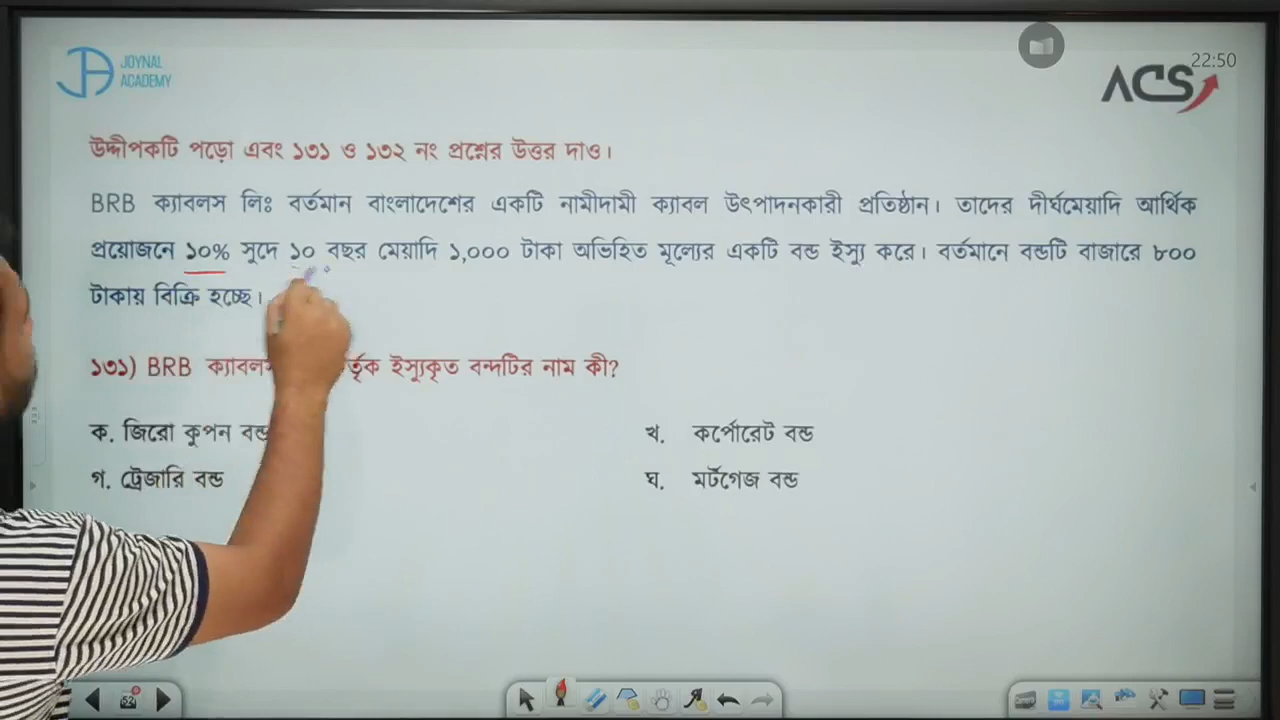 JOYNAL
ACADEMY
22:50
ACS
উদ্দীপকটি পড়ো এবং ১৩১ ও ১৩২ নং প্রশ্নের উত্তর দাও।
BRB ক্যাবলস লিঃ বর্তমান বাংলাদেশের একটি নামীদামী ক্যাবল উৎপাদনকারী প্রতিষ্ঠান। তাদের দীর্ঘমেয়াদি আর্থিক
প্রয়োজনে ১০% সুদে ১০ বছর মেয়াদি ১,০০০ টাকা অভিহিত মূল্যের একটি বন্ড ইস্যু করে। বর্তমানে বন্ডটি বাজারে ৮০০
টাকায় বিক্রি হচ্ছে।
১৩১) BRB ইস্যুকৃত বন্দটির নাম কী?
ক. জিরো কুপন বন্ড
খ. কর্পোরেট বন্ড
গ. ট্রেজারি বন্ড
ঘ. মর্টগেজ বন্ড
52